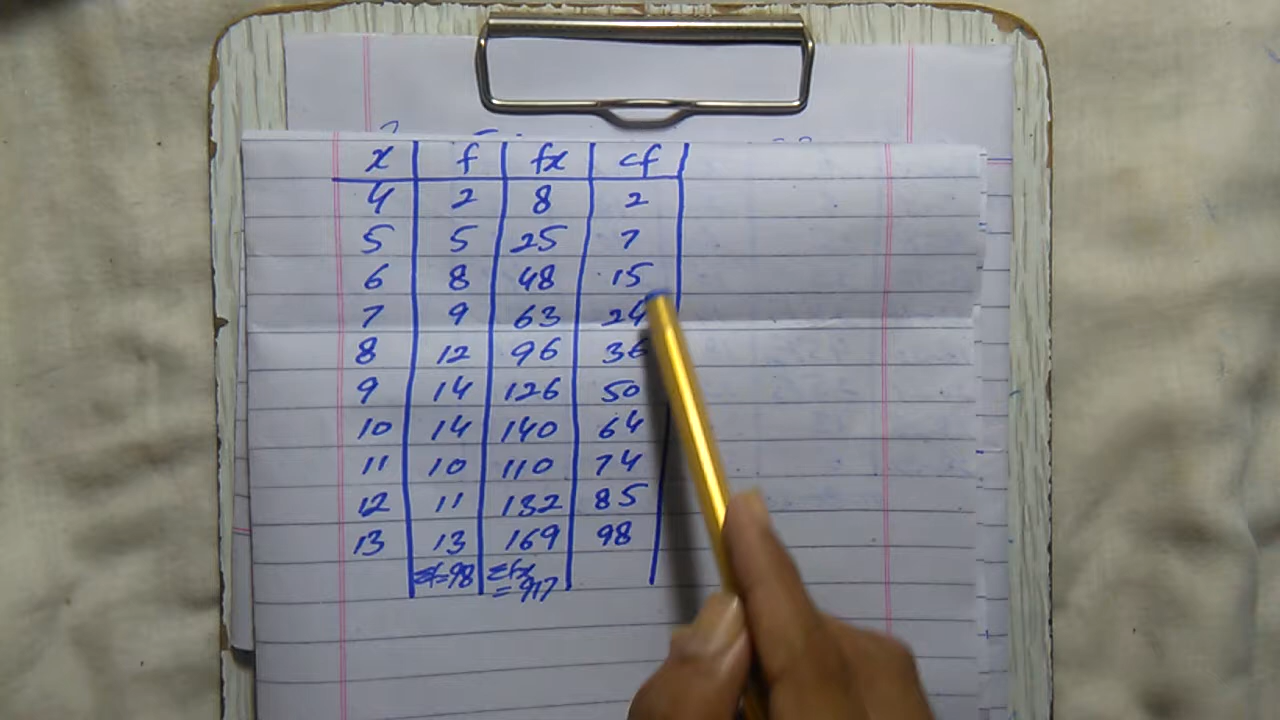 x f fx cf
4 2 8 2
5 5 25 7
6 8 48 15
7 9 63 24
8 12 96 36
9 14 126 50
10 14 140 64
11 10 110 74
12 11 132 85
13 13 169 98
Σf=98 Σfx
= 917